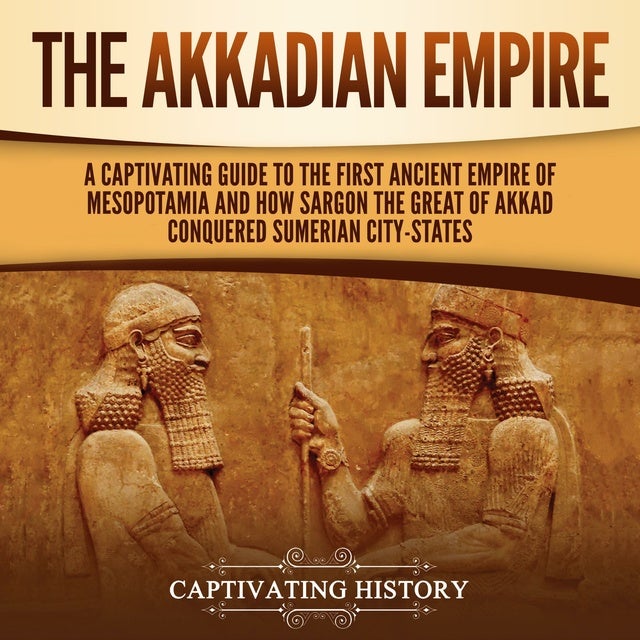 THE AKKADIAN EMPIRE
A CAPTIVATING GUIDE TO THE FIRST ANCIENT EMPIRE OF
MESOPOTAMIA AND HOW SARGON THE GREAT OF AKKAD
CONQUERED SUMERIAN CITY-STATES
CAPTIVATING HISTORY